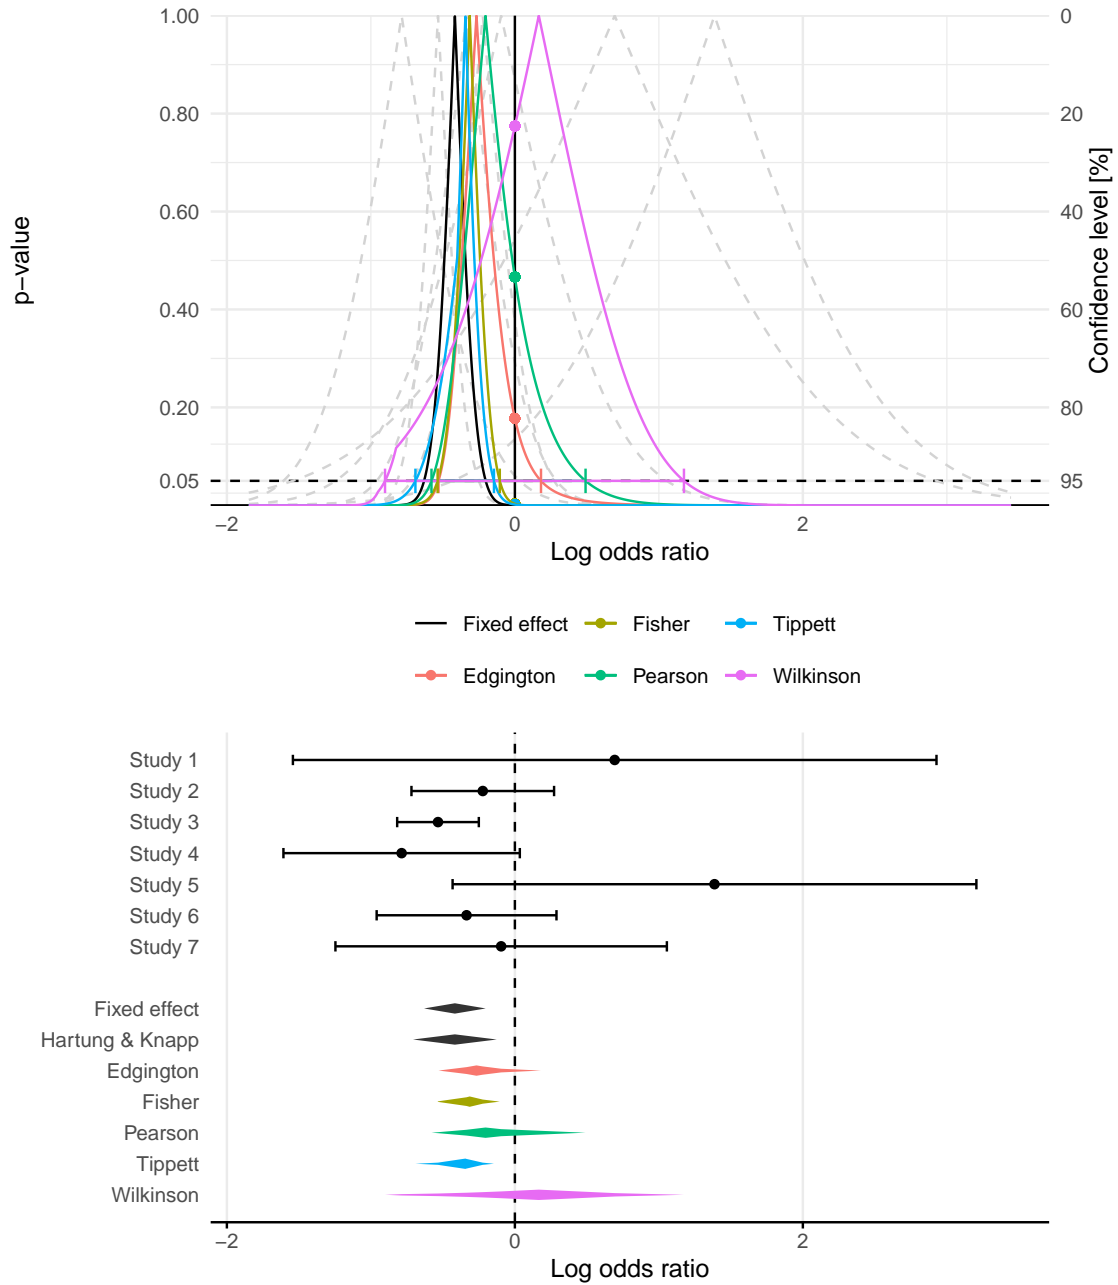 1.00
0
0.80
20
0.60
40
0.40
60
0.20
80
0.05
95
p−value
Confidence level [%]
−2
0
2
Log odds ratio
Fixed effect
Fisher
Tippett
Edgington
Pearson
Wilkinson
Study 1
Study 2
Study 3
Study 4
Study 5
Study 6
Study 7
Fixed effect
Hartung & Knapp
Edgington
Fisher
Pearson
Tippett
Wilkinson
−2
0
2
Log odds ratio